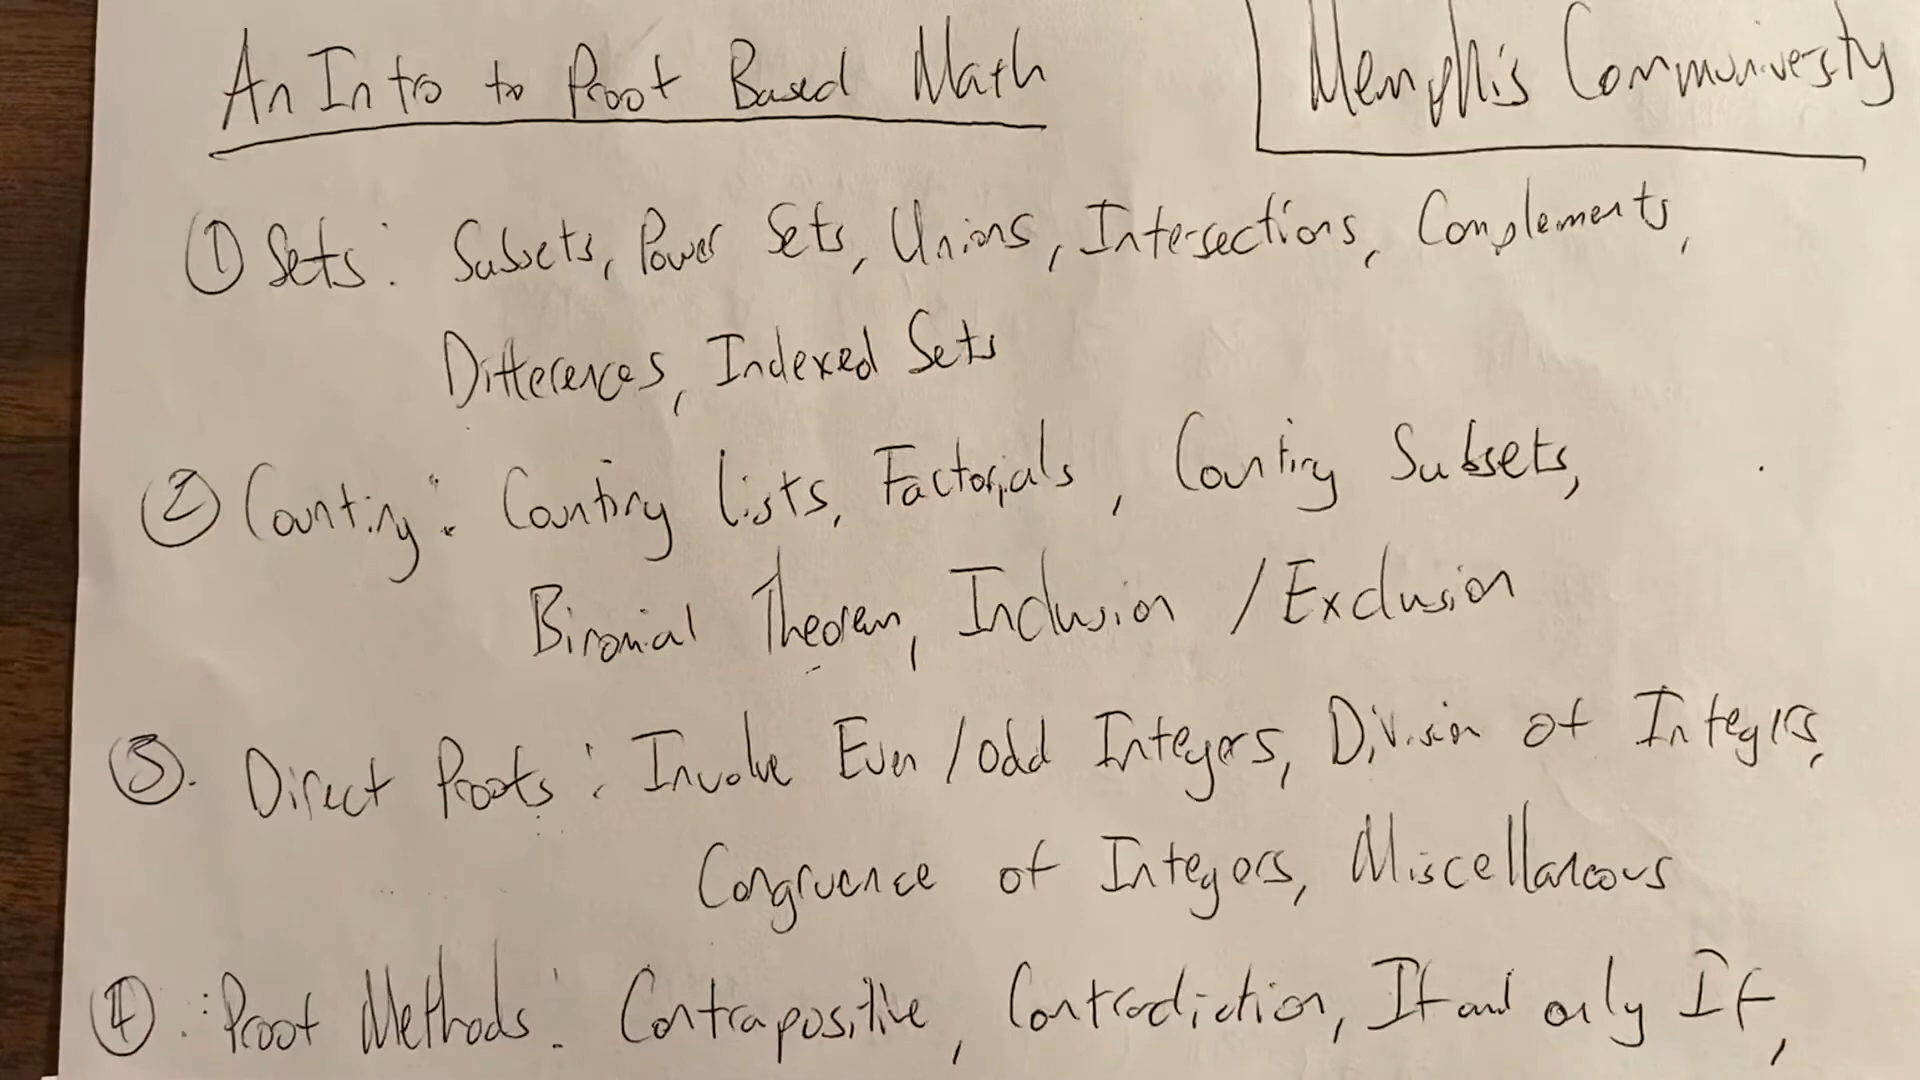 An Intro to Proof Based Math
Memphis Communiversity
① Sets: Subsets, Power Sets, Unions, Intersections, Complements,
Differences, Indexed Sets
② Counting: Counting Lists, Factorials, Counting Subsets,
Binomial Theorem, Inclusion / Exclusion
③. Direct Proofs: Involve Even / Odd Integers, Division of Integers,
Congruence of Integers, Miscellaneous
④. Proof Methods: Contrapositive, Contradiction, If and only If,